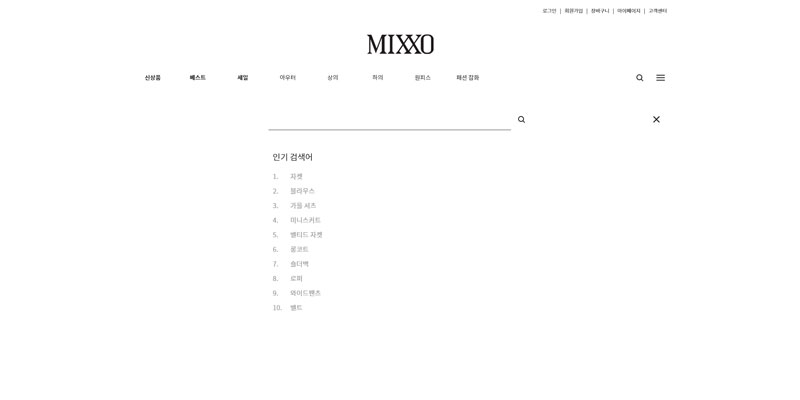 로그인 | 회원가입 | 장바구니 | 마이페이지 | 고객센터
MIXXO
신상품 베스트 세일 아우터 상의 하의 원피스 패션 잡화
인기 검색어
1. 자켓
2. 블라우스
3. 가을 셔츠
4. 미니스커트
5. 벨티드 자켓
6. 롱코트
7. 숄더백
8. 로퍼
9. 와이드팬츠
10. 벨트